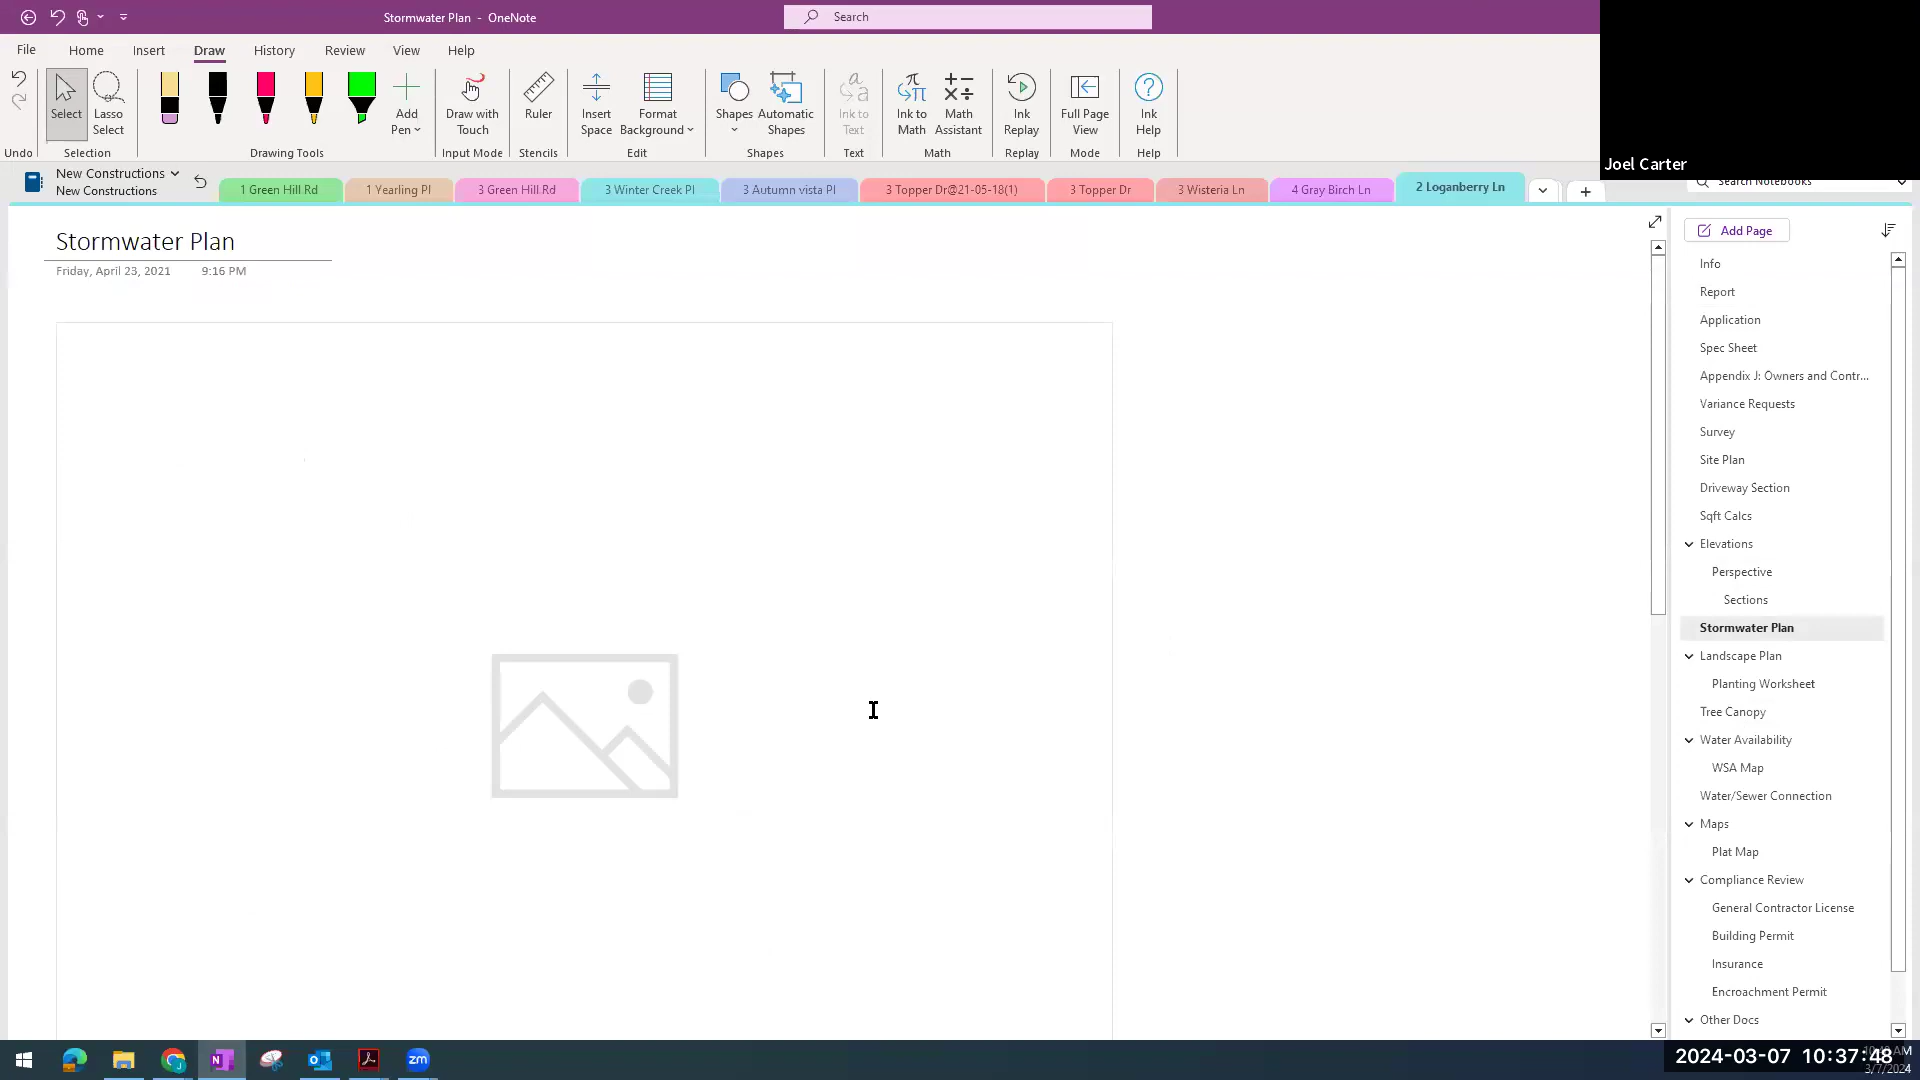 Stormwater Plan - OneNote
Search
File Home Insert Draw History Review View Help
Select
Lasso Select
Add Pen
Draw with Touch
Ruler
Insert Space
Format Background
Shapes
Automatic Shapes
Ink to Text
Ink to Math
Math Assistant
Ink Replay
Full Page View
Ink Help
Undo Selection Drawing Tools Input Mode Stencils Edit Shapes Text Math Replay Mode Help
Joel Carter
New Constructions
New Constructions
1 Green Hill Rd 1 Yearling Pl 3 Green Hill Rd 3 Winter Creek Pl 3 Autumn vista Pl 3 Topper Dr@21-05-18(1) 3 Topper Dr 3 Wisteria Ln 4 Gray Birch Ln 2 Loganberry Ln
Search Notebooks
Stormwater Plan
Friday, April 23, 2021 9:16 PM
Add Page
Info
Report
Application
Spec Sheet
Appendix J: Owners and Contr...
Variance Requests
Survey
Site Plan
Driveway Section
Sqft Calcs
Elevations
Perspective
Sections
Stormwater Plan
Landscape Plan
Planting Worksheet
Tree Canopy
Water Availability
WSA Map
Water/Sewer Connection
Maps
Plat Map
Compliance Review
General Contractor License
Building Permit
Insurance
Encroachment Permit
Other Docs
zm
2024-03-07 10:37:48
3/7/2024